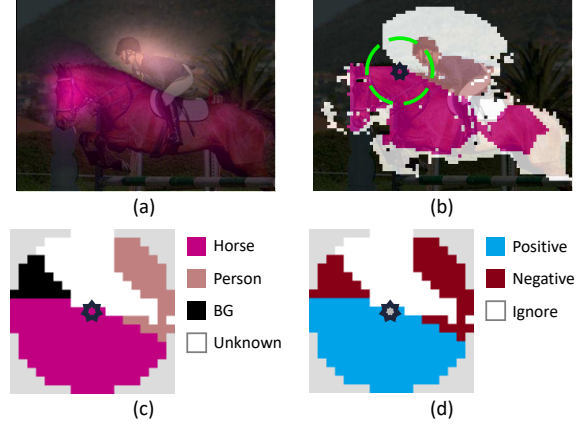 (a)
(b)
Horse
Person
BG
Unknown
(c)
Positive
Negative
Ignore
(d)